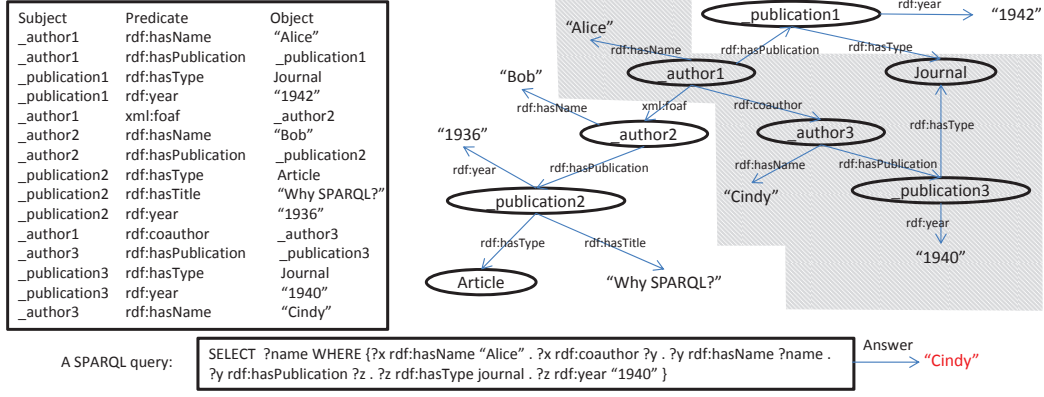 Subject Predicate Object
_author1 rdf:hasName “Alice”
_author1 rdf:hasPublication _publication1
_publication1 rdf:hasType Journal
_publication1 rdf:year “1942”
_author1 xml:foaf _author2
_author2 rdf:hasName “Bob”
_author2 rdf:hasPublication _publication2
_publication2 rdf:hasType Article
_publication2 rdf:hasTitle “Why SPARQL?”
_publication2 rdf:year “1936”
_author1 rdf:coauthor _author3
_author3 rdf:hasPublication _publication3
_publication3 rdf:hasType Journal
_publication3 rdf:year “1940”
_author3 rdf:hasName “Cindy”
_publication1
rdf:year
“1942”
“Alice”
rdf:hasName
rdf:hasPublication
rdf:hasType
_author1
Journal
“Bob”
rdf:hasName
xml:foaf
rdf:coauthor
rdf:hasType
“1936”
_author2
_author3
rdf:year
rdf:hasPublication
rdf:hasName
rdf:hasPublication
“Cindy”
_publication3
_publication2
rdf:year
rdf:hasType
rdf:hasTitle
“1940”
Article
“Why SPARQL?”
A SPARQL query:
SELECT ?name WHERE {?x rdf:hasName “Alice” . ?x rdf:coauthor ?y . ?y rdf:hasName ?name .
?y rdf:hasPublication ?z . ?z rdf:hasType journal . ?z rdf:year “1940” }
Answer
“Cindy”